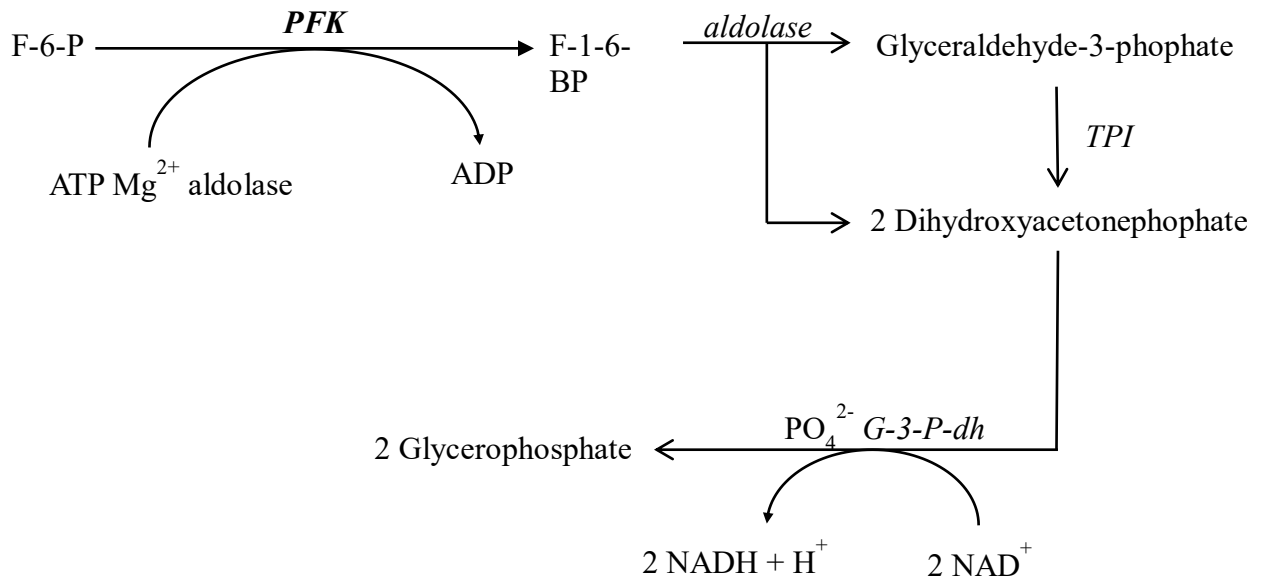 PFK
F-6-P
F-1-6-
BP
aldolase
Glyceraldehyde-3-phophate
ATP Mg2+ aldolase
ADP
TPI
2 Dihydroxyacetonephophate
2 Glycerophosphate
PO42- G-3-P-dh
2 NADH + H+
2 NAD+